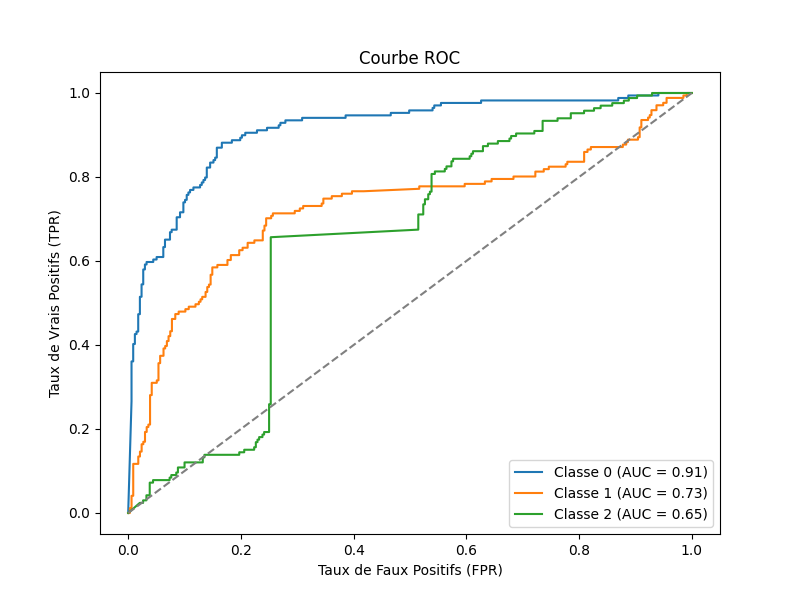 Courbe ROC
Taux de Vrais Positifs (TPR)
1.0
0.8
0.6
0.4
0.2
0.0
0.0 0.2 0.4 0.6 0.8 1.0
Taux de Faux Positifs (FPR)
Classe 0 (AUC = 0.91)
Classe 1 (AUC = 0.73)
Classe 2 (AUC = 0.65)